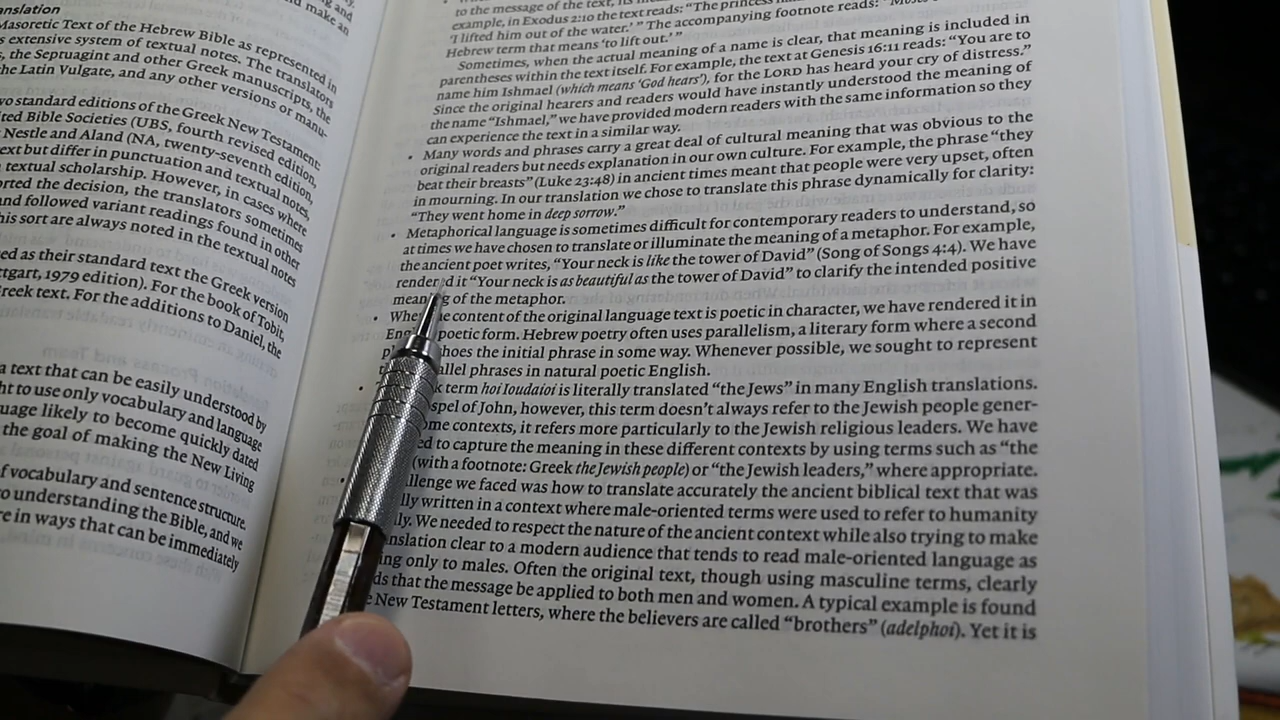 anslation
Masoretic Text of the Hebrew Bible as represented in
s extensive system of textual notes. The translators
s, the Septuagint and other Greek manuscripts, the
the Latin Vulgate, and any other versions or manu-
wo standard editions of the Greek New Testament:
ted Bible Societies (UBS, fourth revised edition,
Nestle and Aland (NA, twenty-seventh edition,
ext but differ in punctuation and textual notes,
textual scholarship. However, in cases where
orted the decision, the translators sometimes
and followed variant readings found in other
his sort are always noted in the textual notes
ed as their standard text the Greek version
ttgart, 1979 edition). For the book of Tobit,
Greek text. For the additions to Daniel, the
a text that can be easily understood by
ht to use only vocabulary and language
uage likely to become quickly dated
the goal of making the New Living
of vocabulary and sentence structure.
to understanding the Bible, and we
re in ways that can be immediately
to the message of the text, its
example, in Exodus 2:10 the text reads: “The princess
‘I lifted him out of the water.’ ” The accompanying footnote reads: “Moses
Hebrew term that means ‘to lift out.’ ”
Sometimes, when the actual meaning of a name is clear, that meaning is included in
parentheses within the text itself. For example, the text at Genesis 16:11 reads: “You are to
name him Ishmael (which means ‘God hears’), for the LORD has heard your cry of distress.”
Since the original hearers and readers would have instantly understood the meaning of
the name “Ishmael,” we have provided modern readers with the same information so they
can experience the text in a similar way.
• Many words and phrases carry a great deal of cultural meaning that was obvious to the
original readers but needs explanation in our own culture. For example, the phrase “they
beat their breasts” (Luke 23:48) in ancient times meant that people were very upset, often
in mourning. In our translation we chose to translate this phrase dynamically for clarity:
“They went home in deep sorrow.”
• Metaphorical language is sometimes difficult for contemporary readers to understand, so
at times we have chosen to translate or illuminate the meaning of a metaphor. For example,
the ancient poet writes, “Your neck is like the tower of David” (Song of Songs 4:4). We have
rendered it “Your neck is as beautiful as the tower of David” to clarify the intended positive
meaning of the metaphor.
• When the content of the original language text is poetic in character, we have rendered it in
English poetic form. Hebrew poetry often uses parallelism, a literary form where a second
hoes the initial phrase in some way. Whenever possible, we sought to represent
allel phrases in natural poetic English.
• k term hoi Ioudaioi is literally translated “the Jews” in many English translations.
spel of John, however, this term doesn’t always refer to the Jewish people gener-
ome contexts, it refers more particularly to the Jewish religious leaders. We have
ed to capture the meaning in these different contexts by using terms such as “the
(with a footnote: Greek the Jewish people) or “the Jewish leaders,” where appropriate.
• allenge we faced was how to translate accurately the ancient biblical text that was
lly written in a context where male-oriented terms were used to refer to humanity
lly. We needed to respect the nature of the ancient context while also trying to make
anslation clear to a modern audience that tends to read male-oriented language as
ing only to males. Often the original text, though using masculine terms, clearly
ds that the message be applied to both men and women. A typical example is found
e New Testament letters, where the believers are called “brothers” (adelphoi). Yet it is